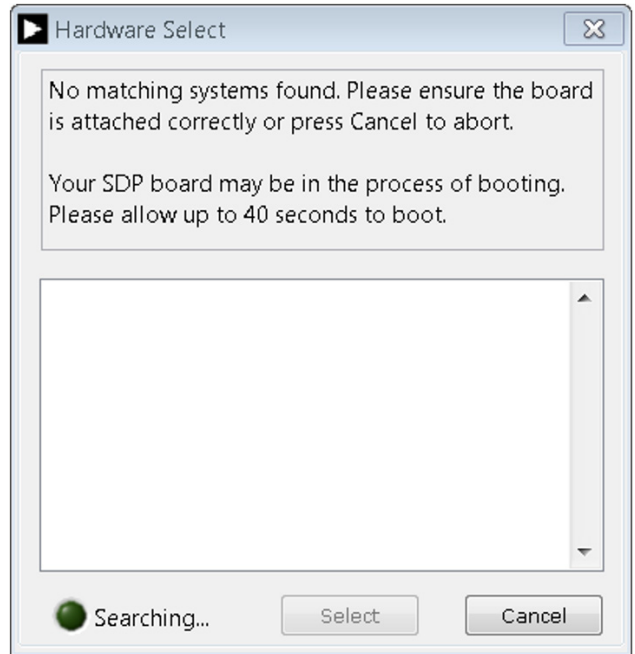 Hardware Select
No matching systems found. Please ensure the board
is attached correctly or press Cancel to abort.
Your SDP board may be in the process of booting.
Please allow up to 40 seconds to boot.
Searching...
Select
Cancel